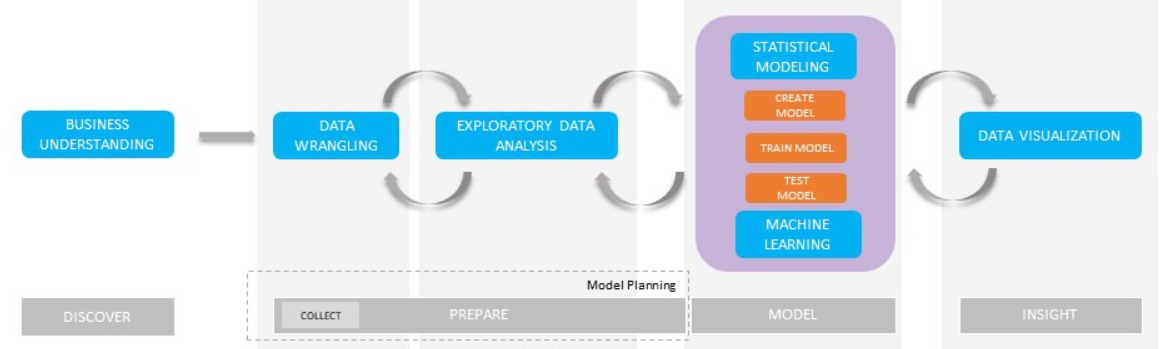 BUSINESS
UNDERSTANDING
DATA
WRANGLING
EXPLORATORY DATA
ANALYSIS
STATISTICAL
MODELING
CREATE
MODEL
TRAIN MODEL
TEST
MODEL
MACHINE
LEARNING
DATA VISUALIZATION
Model Planning
DISCOVER
COLLECT
PREPARE
MODEL
INSIGHT